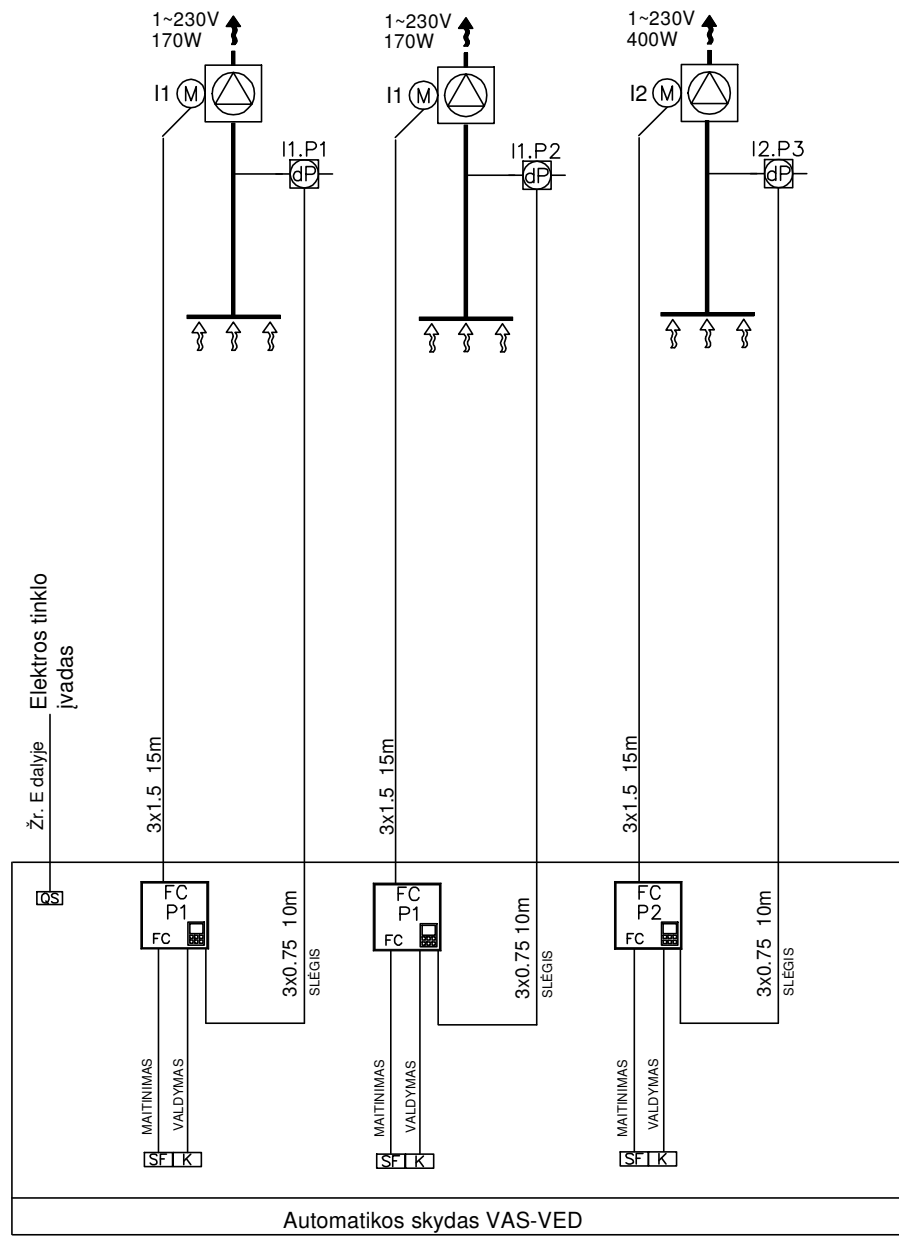 1~230V
170W
1~230V
170W
1~230V
400W
I1 M
I1 M
I2 M
I1.P1
dP
I1.P2
dP
I2.P3
dP
Žr. E dalyje
Elektros tinklo
įvadas
3x1.5 15m
3x1.5 15m
3x1.5 15m
QS
FC
P1
FC
FC
P1
FC
FC
P2
FC
3x0.75 10m
SLĖGIS
3x0.75 10m
SLĖGIS
3x0.75 10m
SLĖGIS
MAITINIMAS
VALDYMAS
MAITINIMAS
VALDYMAS
MAITINIMAS
VALDYMAS
SF K
SF K
SF K
Automatikos skydas VAS-VED